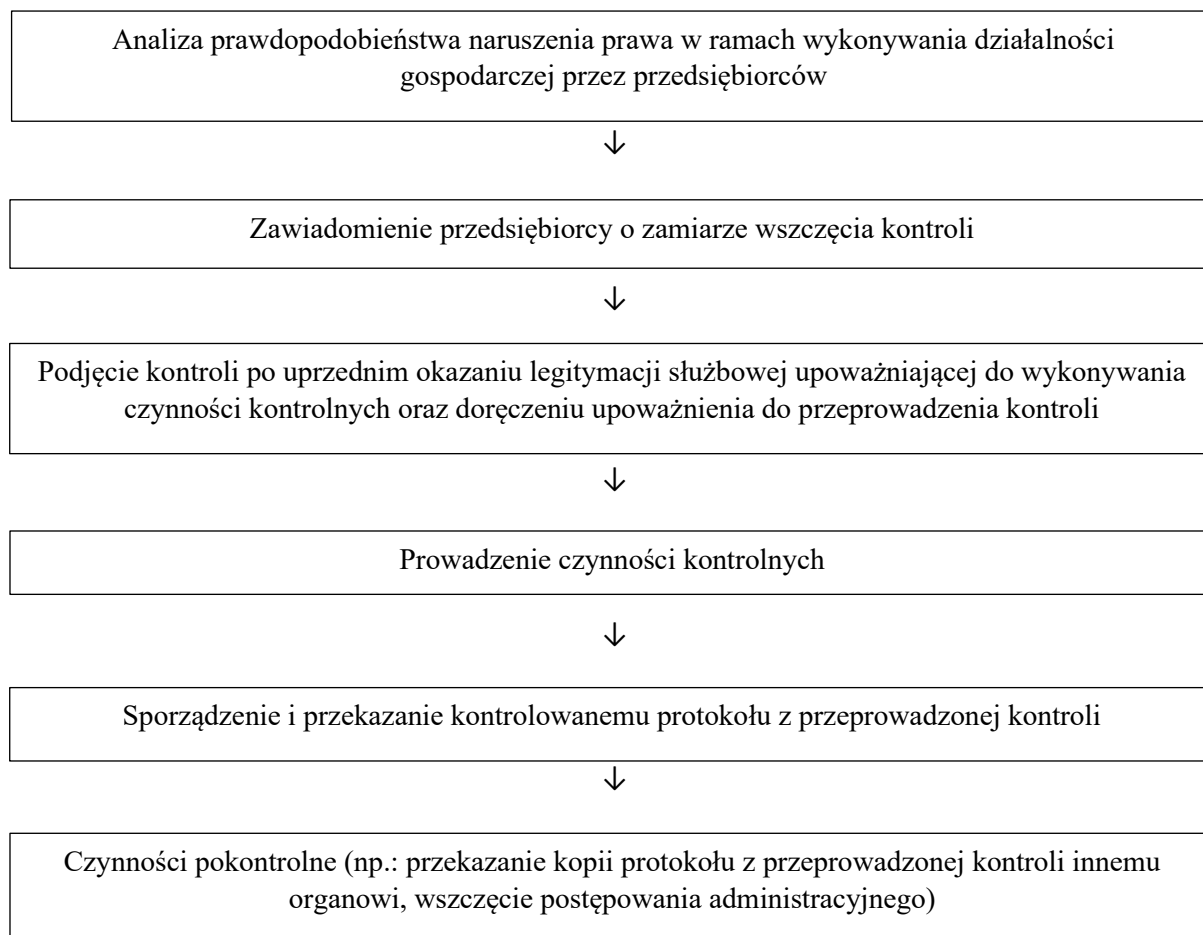 Analiza prawdopodobieństwa naruszenia prawa w ramach wykonywania działalności
gospodarczej przez przedsiębiorców
↓
Zawiadomienie przedsiębiorcy o zamiarze wszczęcia kontroli
↓
Podjęcie kontroli po uprzednim okazaniu legitymacji służbowej upoważniającej do wykonywania
czynności kontrolnych oraz doręczeniu upoważnienia do przeprowadzenia kontroli
↓
Prowadzenie czynności kontrolnych
↓
Sporządzenie i przekazanie kontrolowanemu protokołu z przeprowadzonej kontroli
↓
Czynności pokontrolne (np.: przekazanie kopii protokołu z przeprowadzonej kontroli innemu
organowi, wszczęcie postępowania administracyjnego)